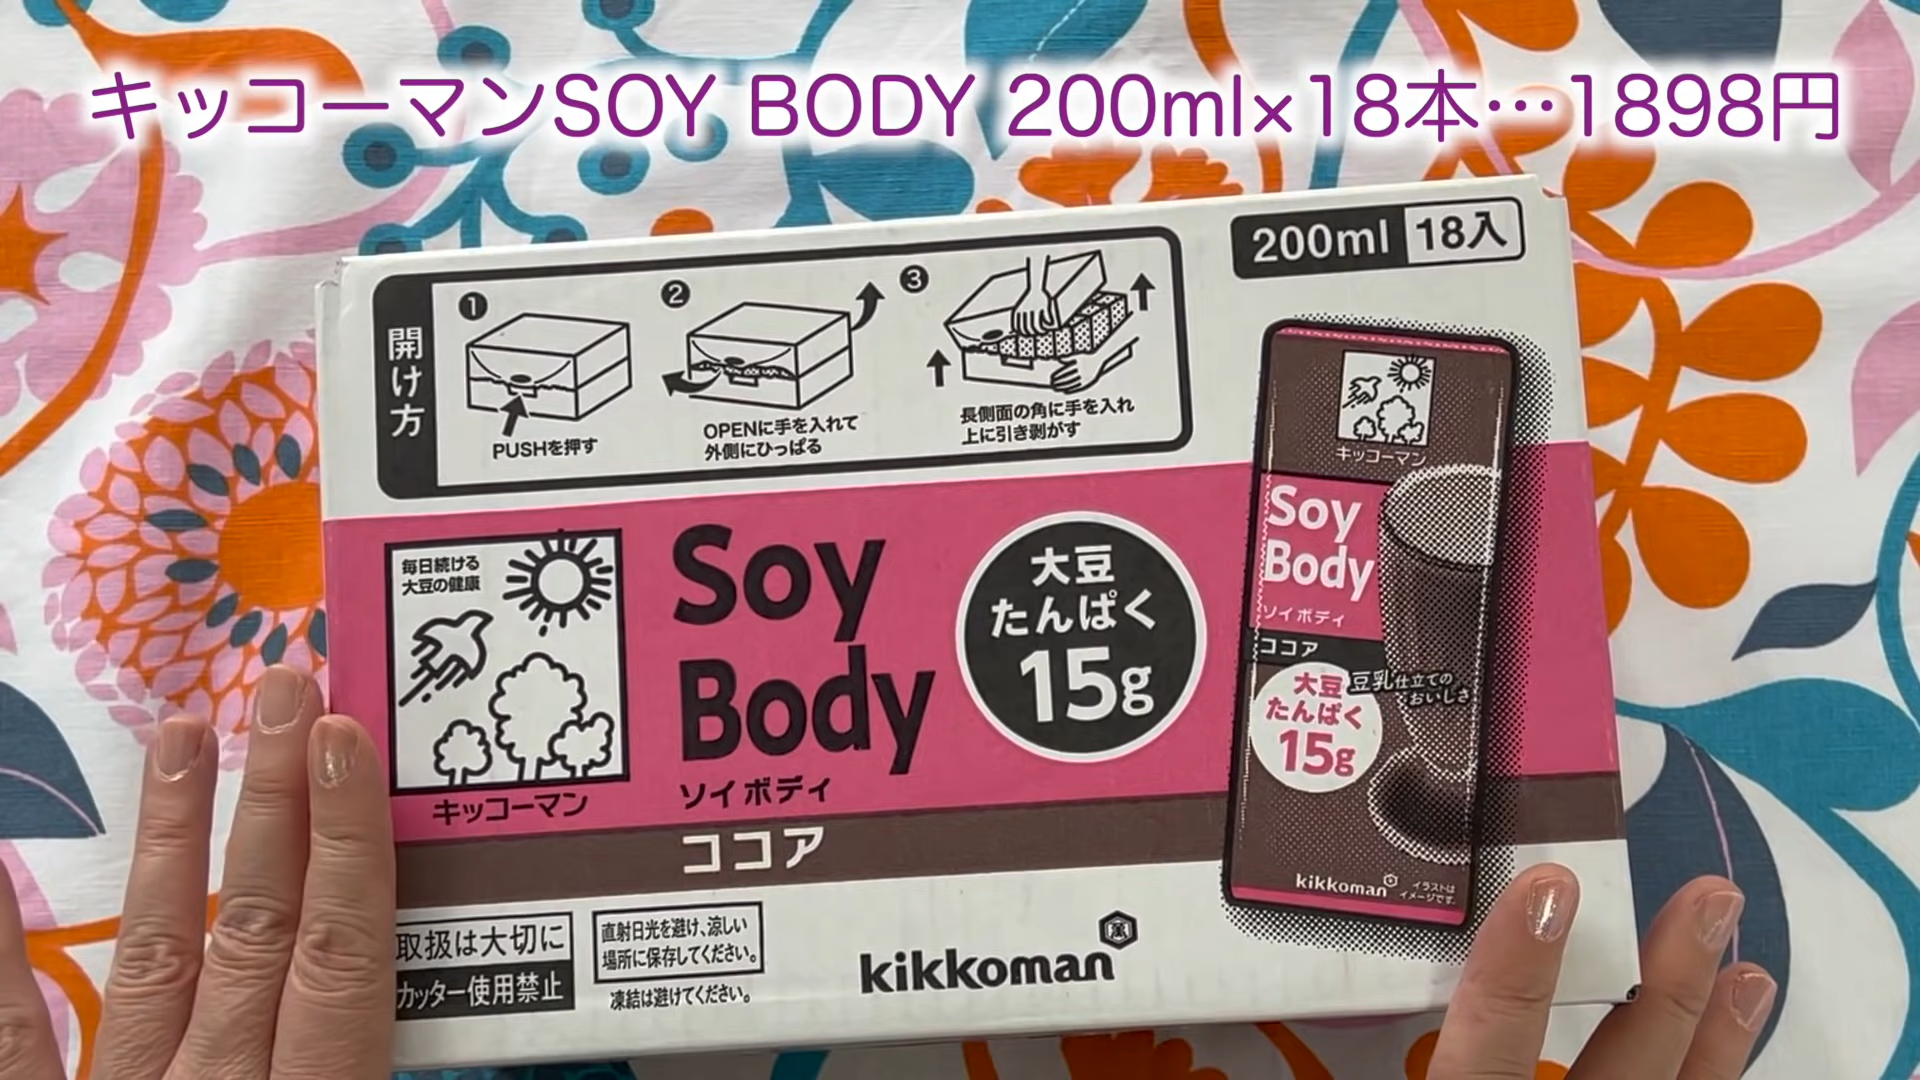 キッコーマンSOY BODY 200ml×18本…1898円
200ml 18入
開け方
1
PUSHを押す
2
OPENに手を入れて
外側にひっぱる
3
長側面の角に手を入れ
上に引き剥がす
毎日続ける
大豆の健康
キッコーマン
Soy
Body
ソイボディ
ココア
大豆
たんぱく
15g
キッコーマン
Soy
Body
ソイボディ
ココア
大豆
たんぱく
15g
豆乳仕立ての
おいしさ
kikkoman
イラストは
イメージです。
取扱は大切に
カッター使用禁止
直射日光を避け、涼しい
場所に保存してください。
凍結は避けてください。
kikkoman